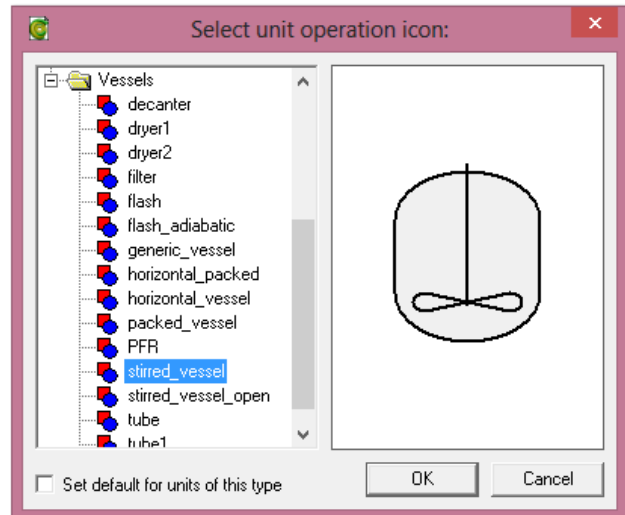 Select unit operation icon:
Vessels
decanter
dryer1
dryer2
filter
flash
flash_adiabatic
generic_vessel
horizontal_packed
horizontal_vessel
packed_vessel
PFR
stirred_vessel
stirred_vessel_open
tube
tube1
Set default for units of this type
OK
Cancel